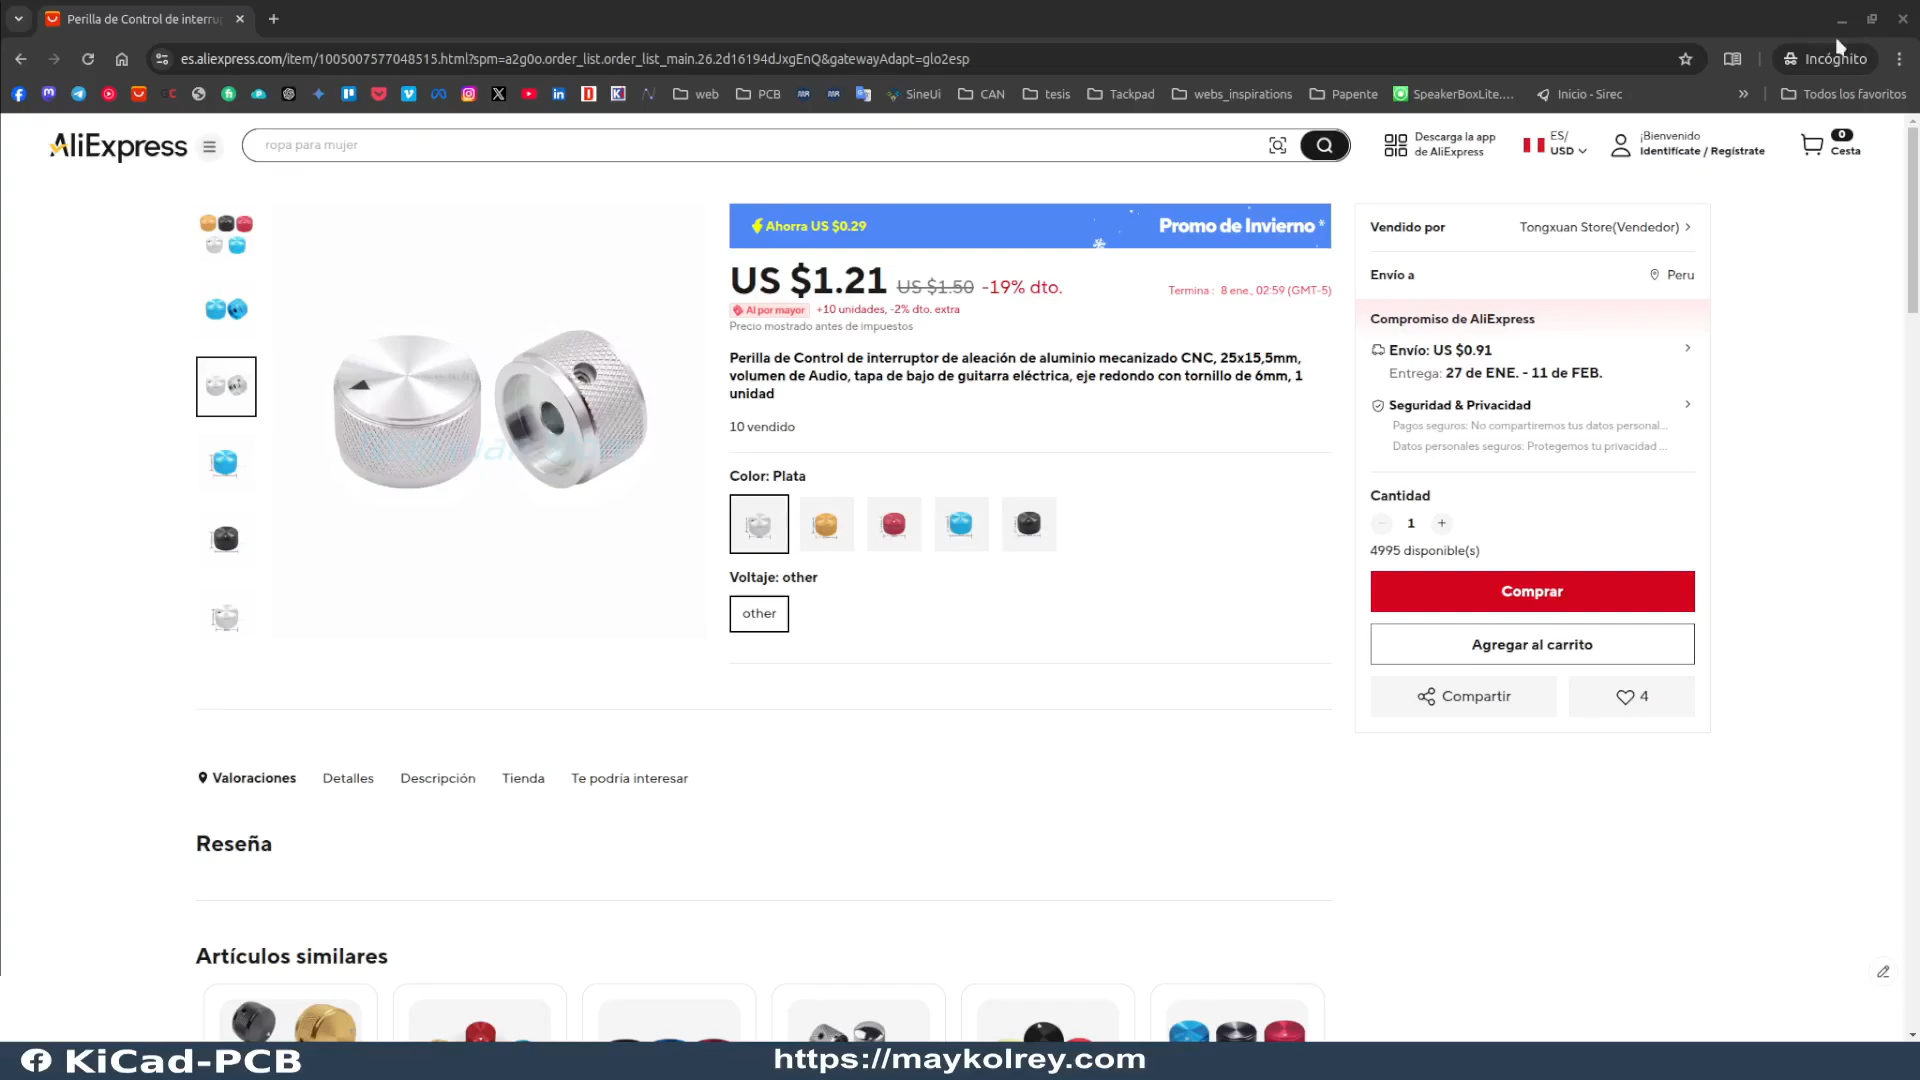 Perilla de Control de interru
es.aliexpress.com/item/1005007577048515.html?spm=a2g0o.order_list.order_list_main.26.2d16194dJxgEnQ&gatewayAdapt=glo2esp
Incógnito
web
PCB
SineUi
CAN
tesis
Tackpad
webs_inspirations
Papente
SpeakerBoxLite....
Inicio - Sirec
Todos los favoritos
AliExpress
ropa para mujer
Descarga la app
de AliExpress
ES/
USD
¡Bienvenido
Identifícate / Regístrate
0
Cesta
Ahorra US $0.29
Promo de Invierno
US $1.21 US $1.50 -19% dto.
Termina : 8 ene., 02:59 (GMT-5)
Al por mayor +10 unidades, -2% dto. extra
Precio mostrado antes de impuestos
Perilla de Control de interruptor de aleación de aluminio mecanizado CNC, 25x15,5mm,
volumen de Audio, tapa de bajo de guitarra eléctrica, eje redondo con tornillo de 6mm, 1
unidad
10 vendido
Color: Plata
Voltaje: other
other
Vendido por
Tongxuan Store(Vendedor)
Envío a
Peru
Compromiso de AliExpress
Envío: US $0.91
Entrega: 27 de ENE. - 11 de FEB.
Seguridad & Privacidad
Pagos seguros: No compartiremos tus datos personal...
Datos personales seguros: Protegemos tu privacidad ...
Cantidad
1
4995 disponible(s)
Comprar
Agregar al carrito
Compartir
4
Valoraciones
Detalles
Descripción
Tienda
Te podría interesar
Reseña
Artículos similares
KiCad-PCB
https://maykolrey.com